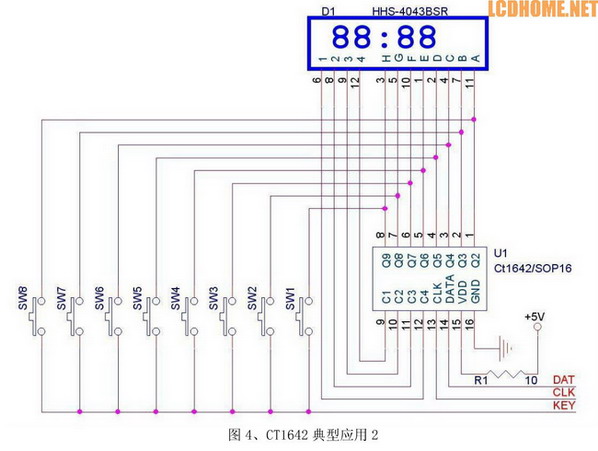 LCDHOME.NET
D1 HHS-4043BSR
88:88
1 2 3 4 H G F E D C B A
6 8 9 12 3 5 10 1 2 4 7 11
8 7 6 5 4 3 2 1
U1
Q9 Q8 Q7 Q6 Q5 Q4 Q3 Q2
Ct1642/SOP16
C1 C2 C3 C4 CLK DATA VDD GND
9 10 11 12 13 14 15 16
SW8 SW7 SW6 SW5 SW4 SW3 SW2 SW1
+5V
R1 10
DAT
CLK
KEY
图 4、CT1642 典型应用 2